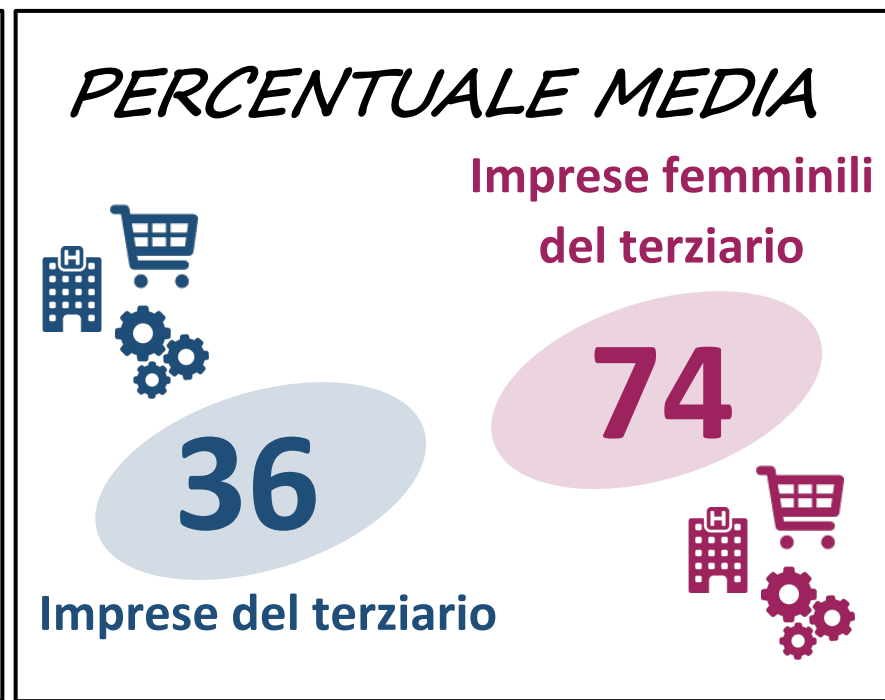 PERCENTUALE MEDIA
Imprese femminili
del terziario
H
74
36
H
Imprese del terziario